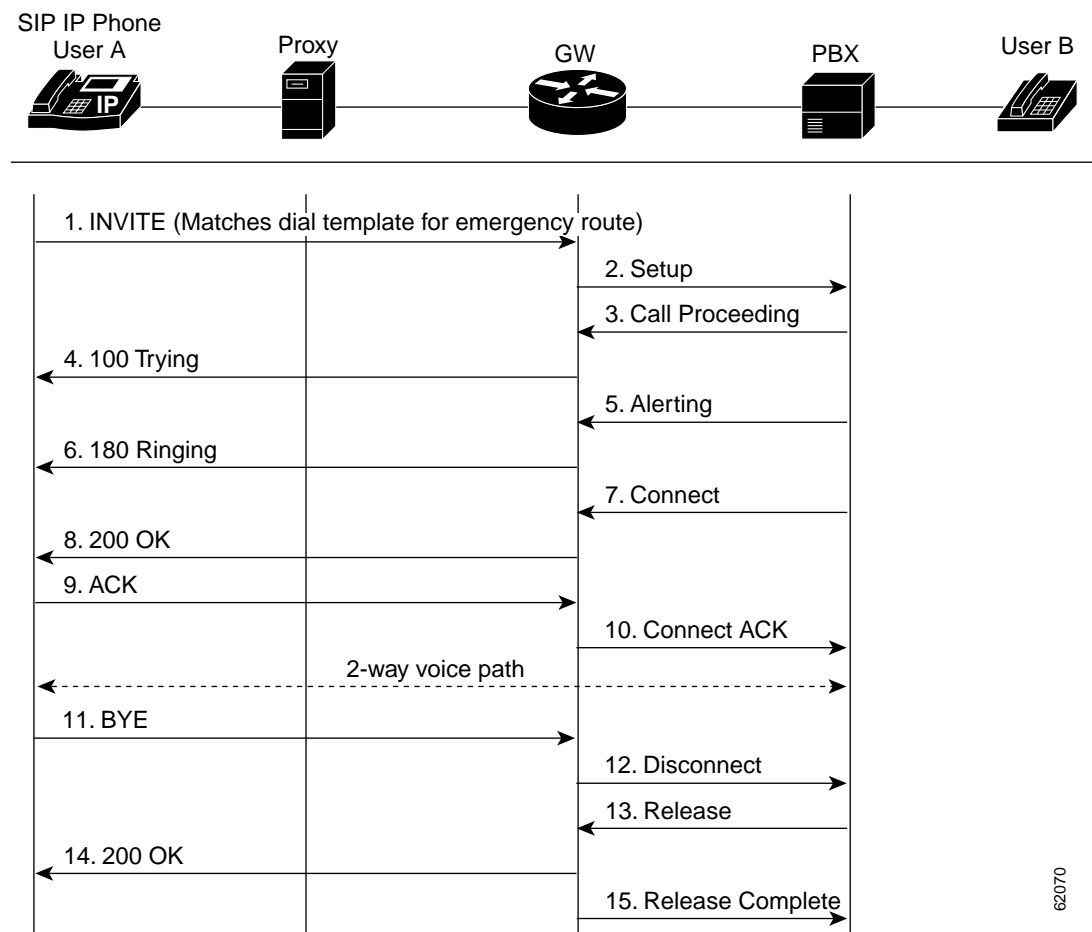 SIP IP Phone
User A
Proxy
GW
PBX
User B
IP
1. INVITE (Matches dial template for emergency route)
2. Setup
3. Call Proceeding
4. 100 Trying
5. Alerting
6. 180 Ringing
7. Connect
8. 200 OK
9. ACK
10. Connect ACK
2-way voice path
11. BYE
12. Disconnect
13. Release
14. 200 OK
15. Release Complete
62070